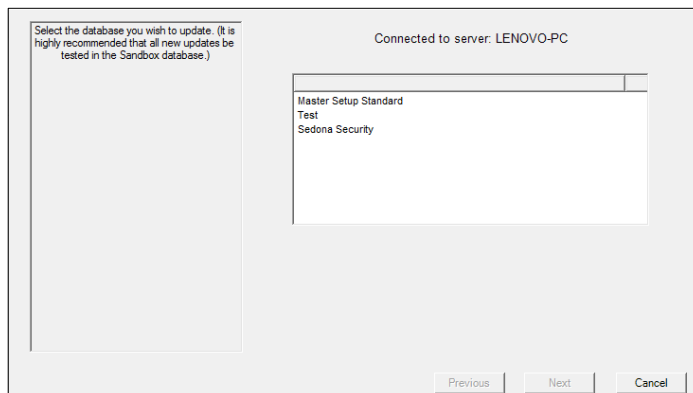 Select the database you wish to update. (It is
highly recommended that all new updates be
tested in the Sandbox database.)
Connected to server: LENOVO-PC
Master Setup Standard
Test
Sedona Security
Previous
Next
Cancel